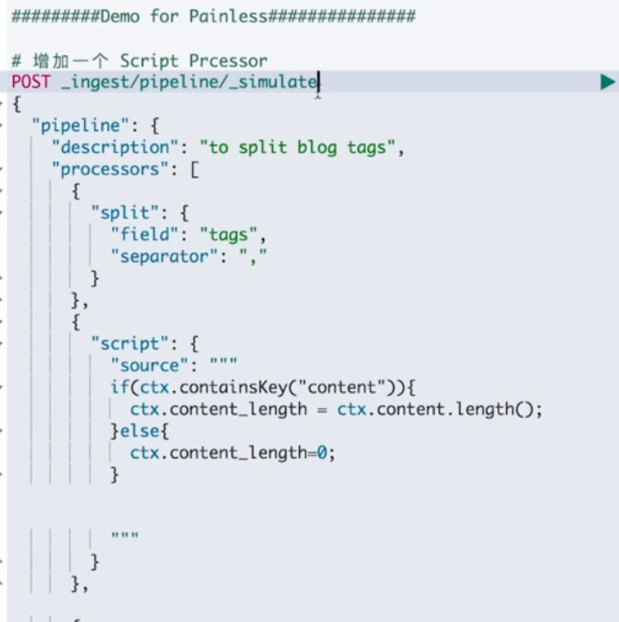 #########Demo for Painless###############
# 增加一个 Script Prcessor
POST _ingest/pipeline/_simulate
{
  "pipeline": {
    "description": "to split blog tags",
    "processors": [
      {
        "split": {
          "field": "tags",
          "separator": ","
        }
      },
      {
        "script": {
          "source": """
          if(ctx.containsKey("content")){
            ctx.content_length = ctx.content.length();
          }else{
            ctx.content_length=0;
          }
          """
        }
      },